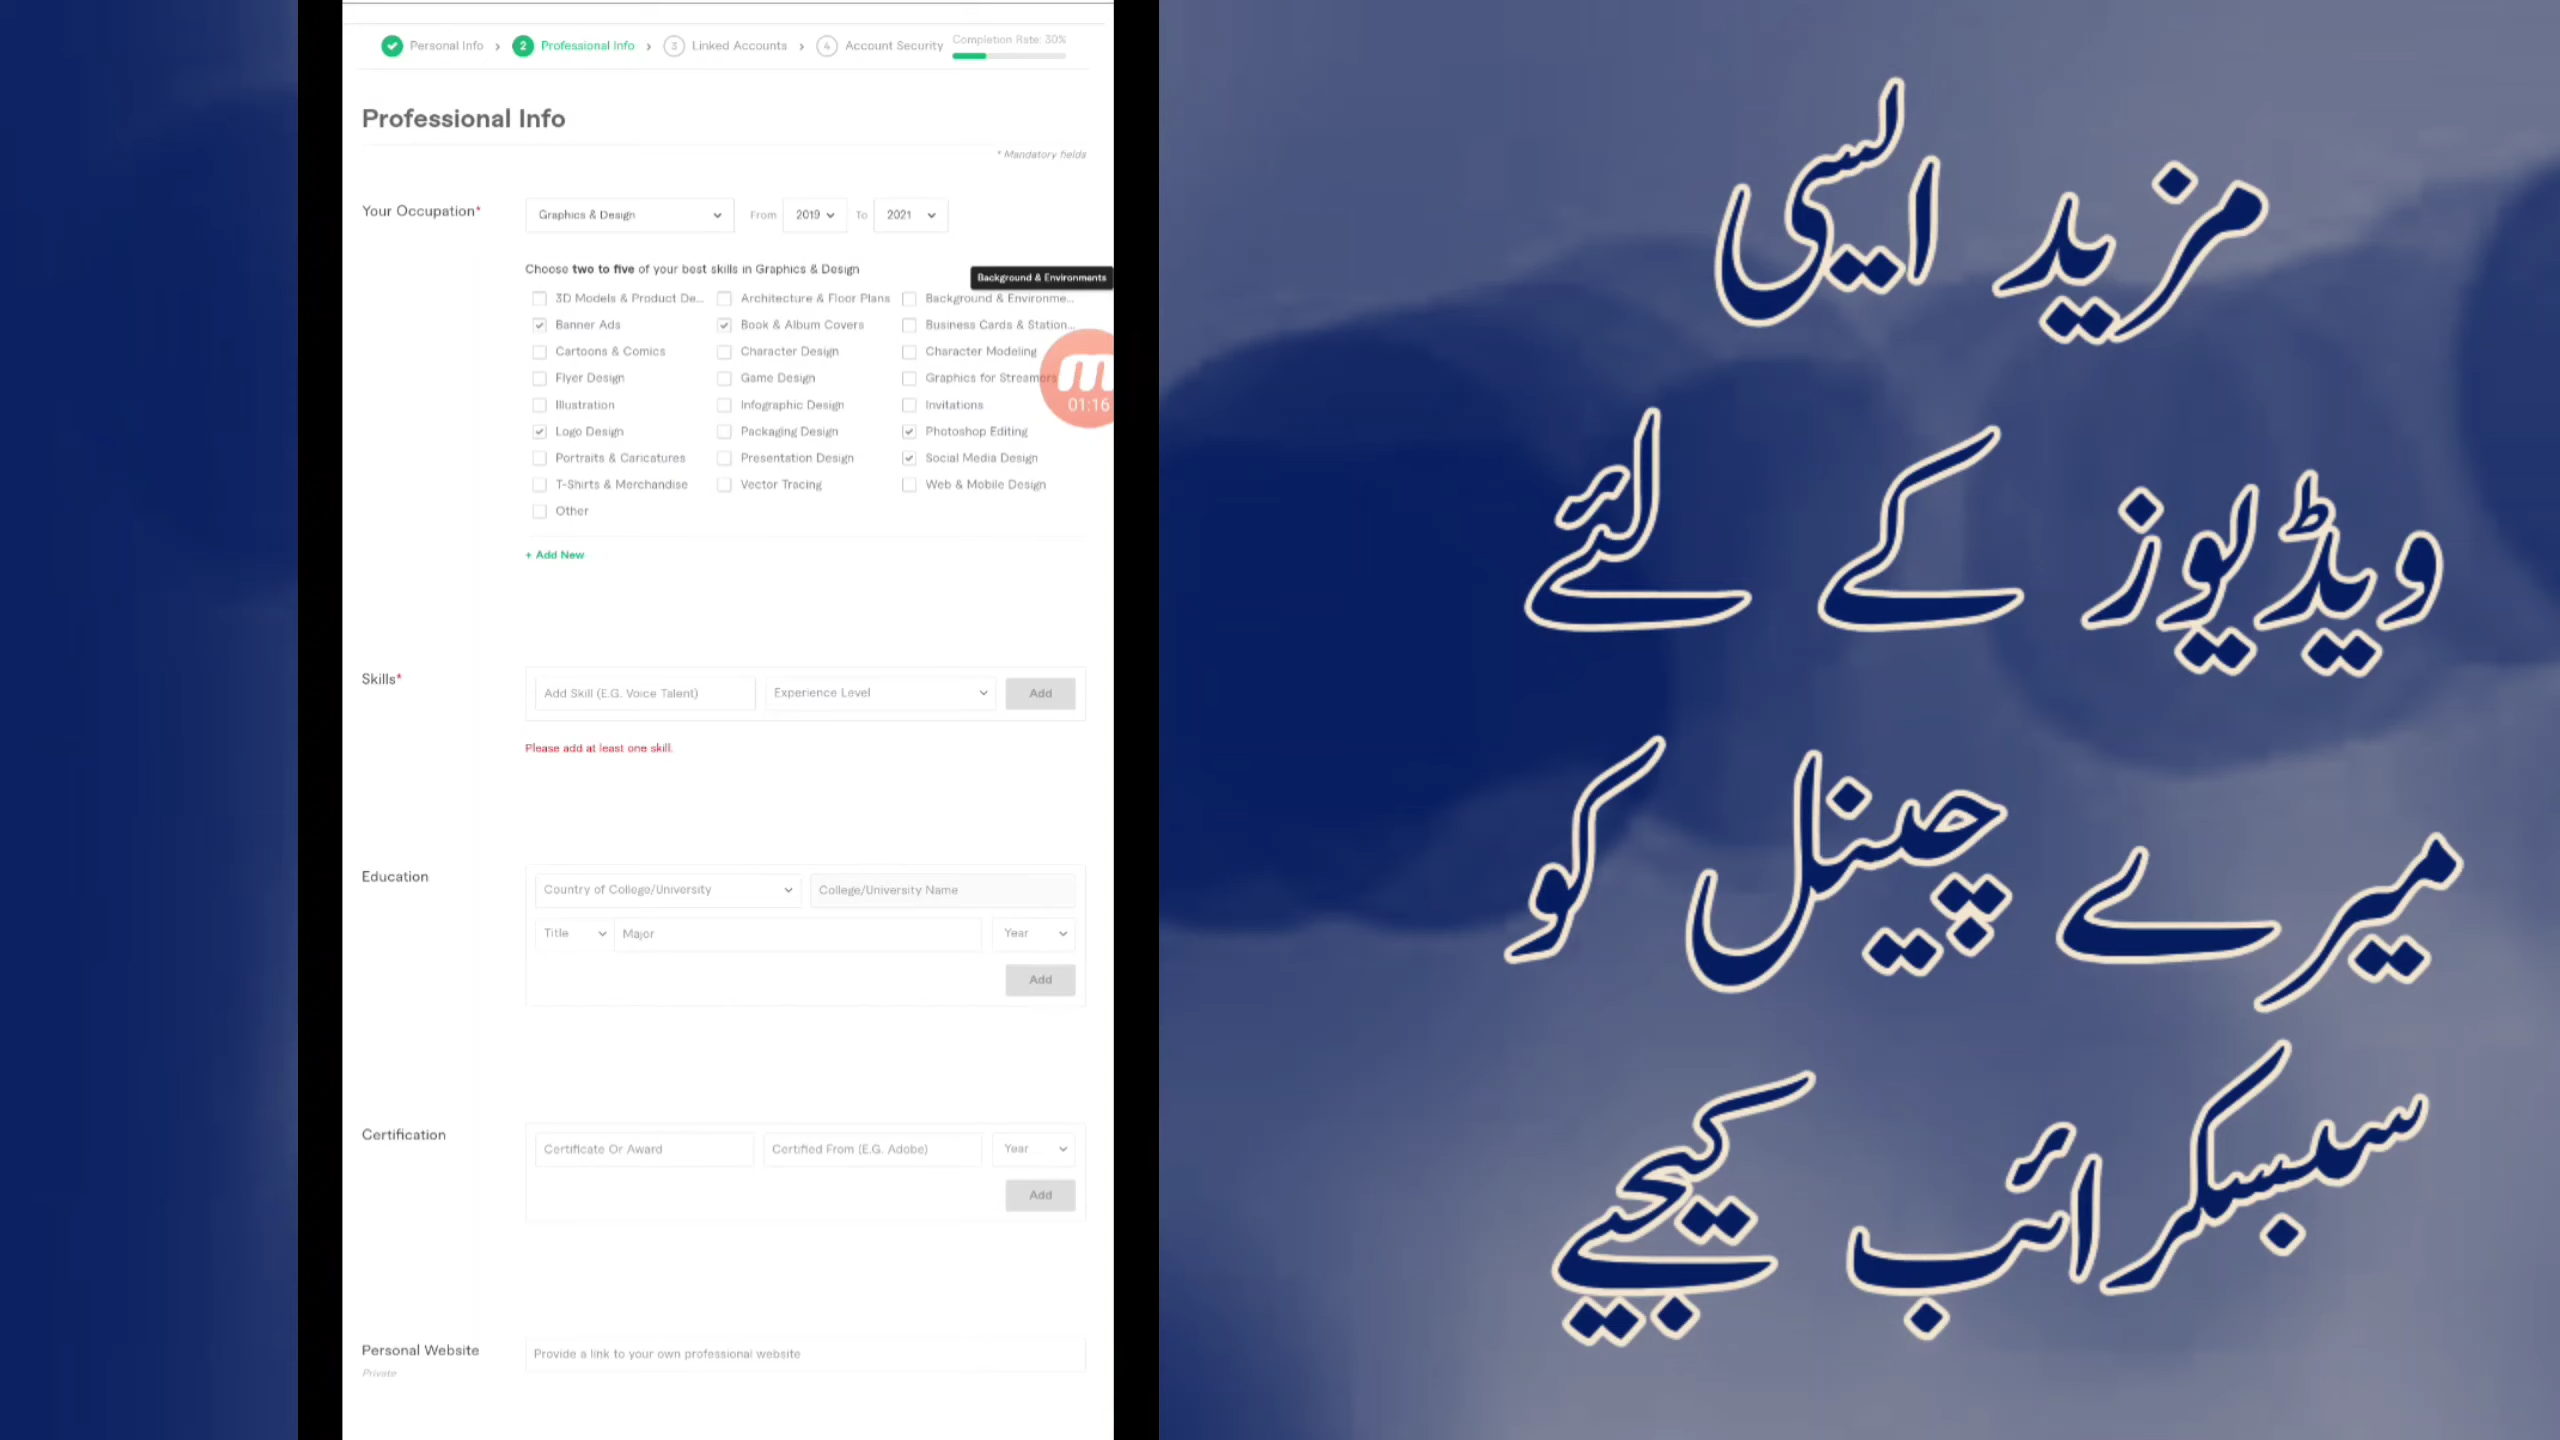 Personal Info › 2 Professional Info › 3 Linked Accounts › 4 Account Security Completion Rate: 30%
Professional Info
* Mandatory fields
Your Occupation* Graphics & Design From 2019 To 2021
Choose two to five of your best skills in Graphics & Design
Background & Environments
3D Models & Product De... Architecture & Floor Plans Background & Environme...
Banner Ads Book & Album Covers Business Cards & Station...
Cartoons & Comics Character Design Character Modeling
Flyer Design Game Design Graphics for Streamers
Illustration Infographic Design Invitations
01:16
Logo Design Packaging Design Photoshop Editing
Portraits & Caricatures Presentation Design Social Media Design
T-Shirts & Merchandise Vector Tracing Web & Mobile Design
Other
+ Add New
Skills* Add Skill (E.G. Voice Talent) Experience Level Add
Please add at least one skill.
Education Country of College/University College/University Name
Title Major Year
Add
Certification Certificate Or Award Certified From (E.G. Adobe) Year
Add
Personal Website Provide a link to your own professional website
Private
مزید ایسی
ویڈیوز کے لئے
میرے چینل کو
سبسکرائب کیجیے